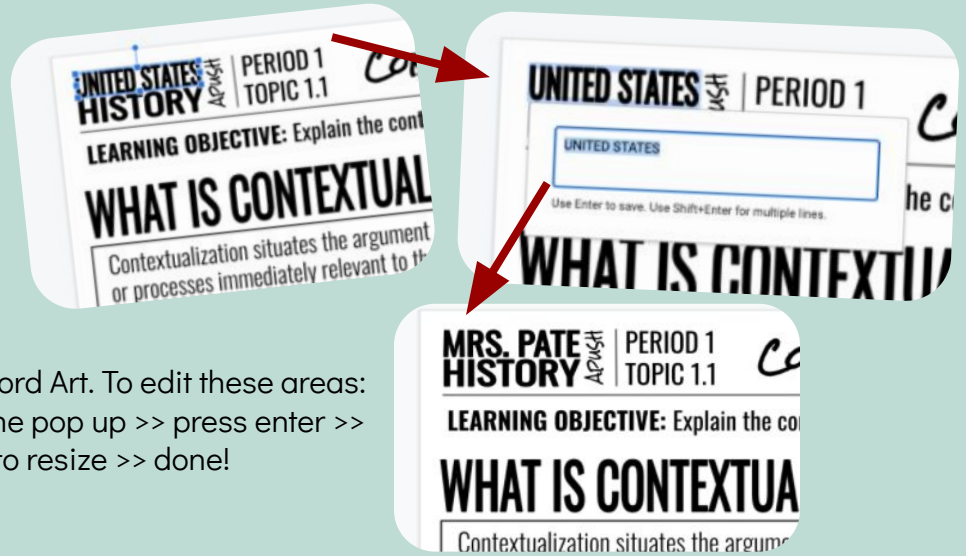 UNITED STATES
HISTORY
APUSH
PERIOD 1
TOPIC 1.1
LEARNING OBJECTIVE: Explain the cont
WHAT IS CONTEXTUAL
Contextualization situates the argument
or processes immediately relevant to th
UNITED STATES
USH
PERIOD 1
UNITED STATES
Use Enter to save. Use Shift+Enter for multiple lines.
he c
WHAT IS CONTEXTUA
ord Art. To edit these areas:
he pop up >> press enter >>
to resize >> done!
MRS. PATE
HISTORY
APUSH
PERIOD 1
TOPIC 1.1
LEARNING OBJECTIVE: Explain the co
WHAT IS CONTEXTUA
Contextualization situates the argume